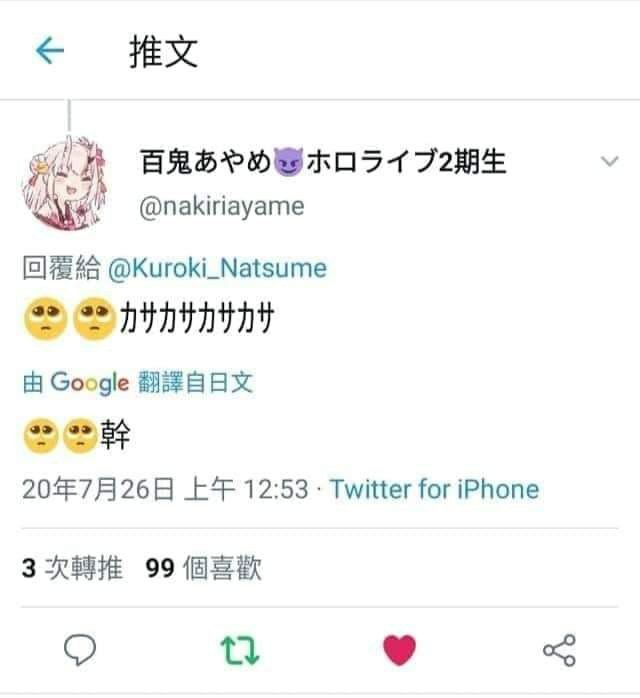 推文
百鬼あやめ😈ホロライブ2期生
@nakiriayame
回覆給 @Kuroki_Natsume
🥺🥺カサカサカサカサ
由 Google 翻譯自日文
🥺🥺幹
20年7月26日 上午 12:53 · Twitter for iPhone
3 次轉推 99 個喜歡